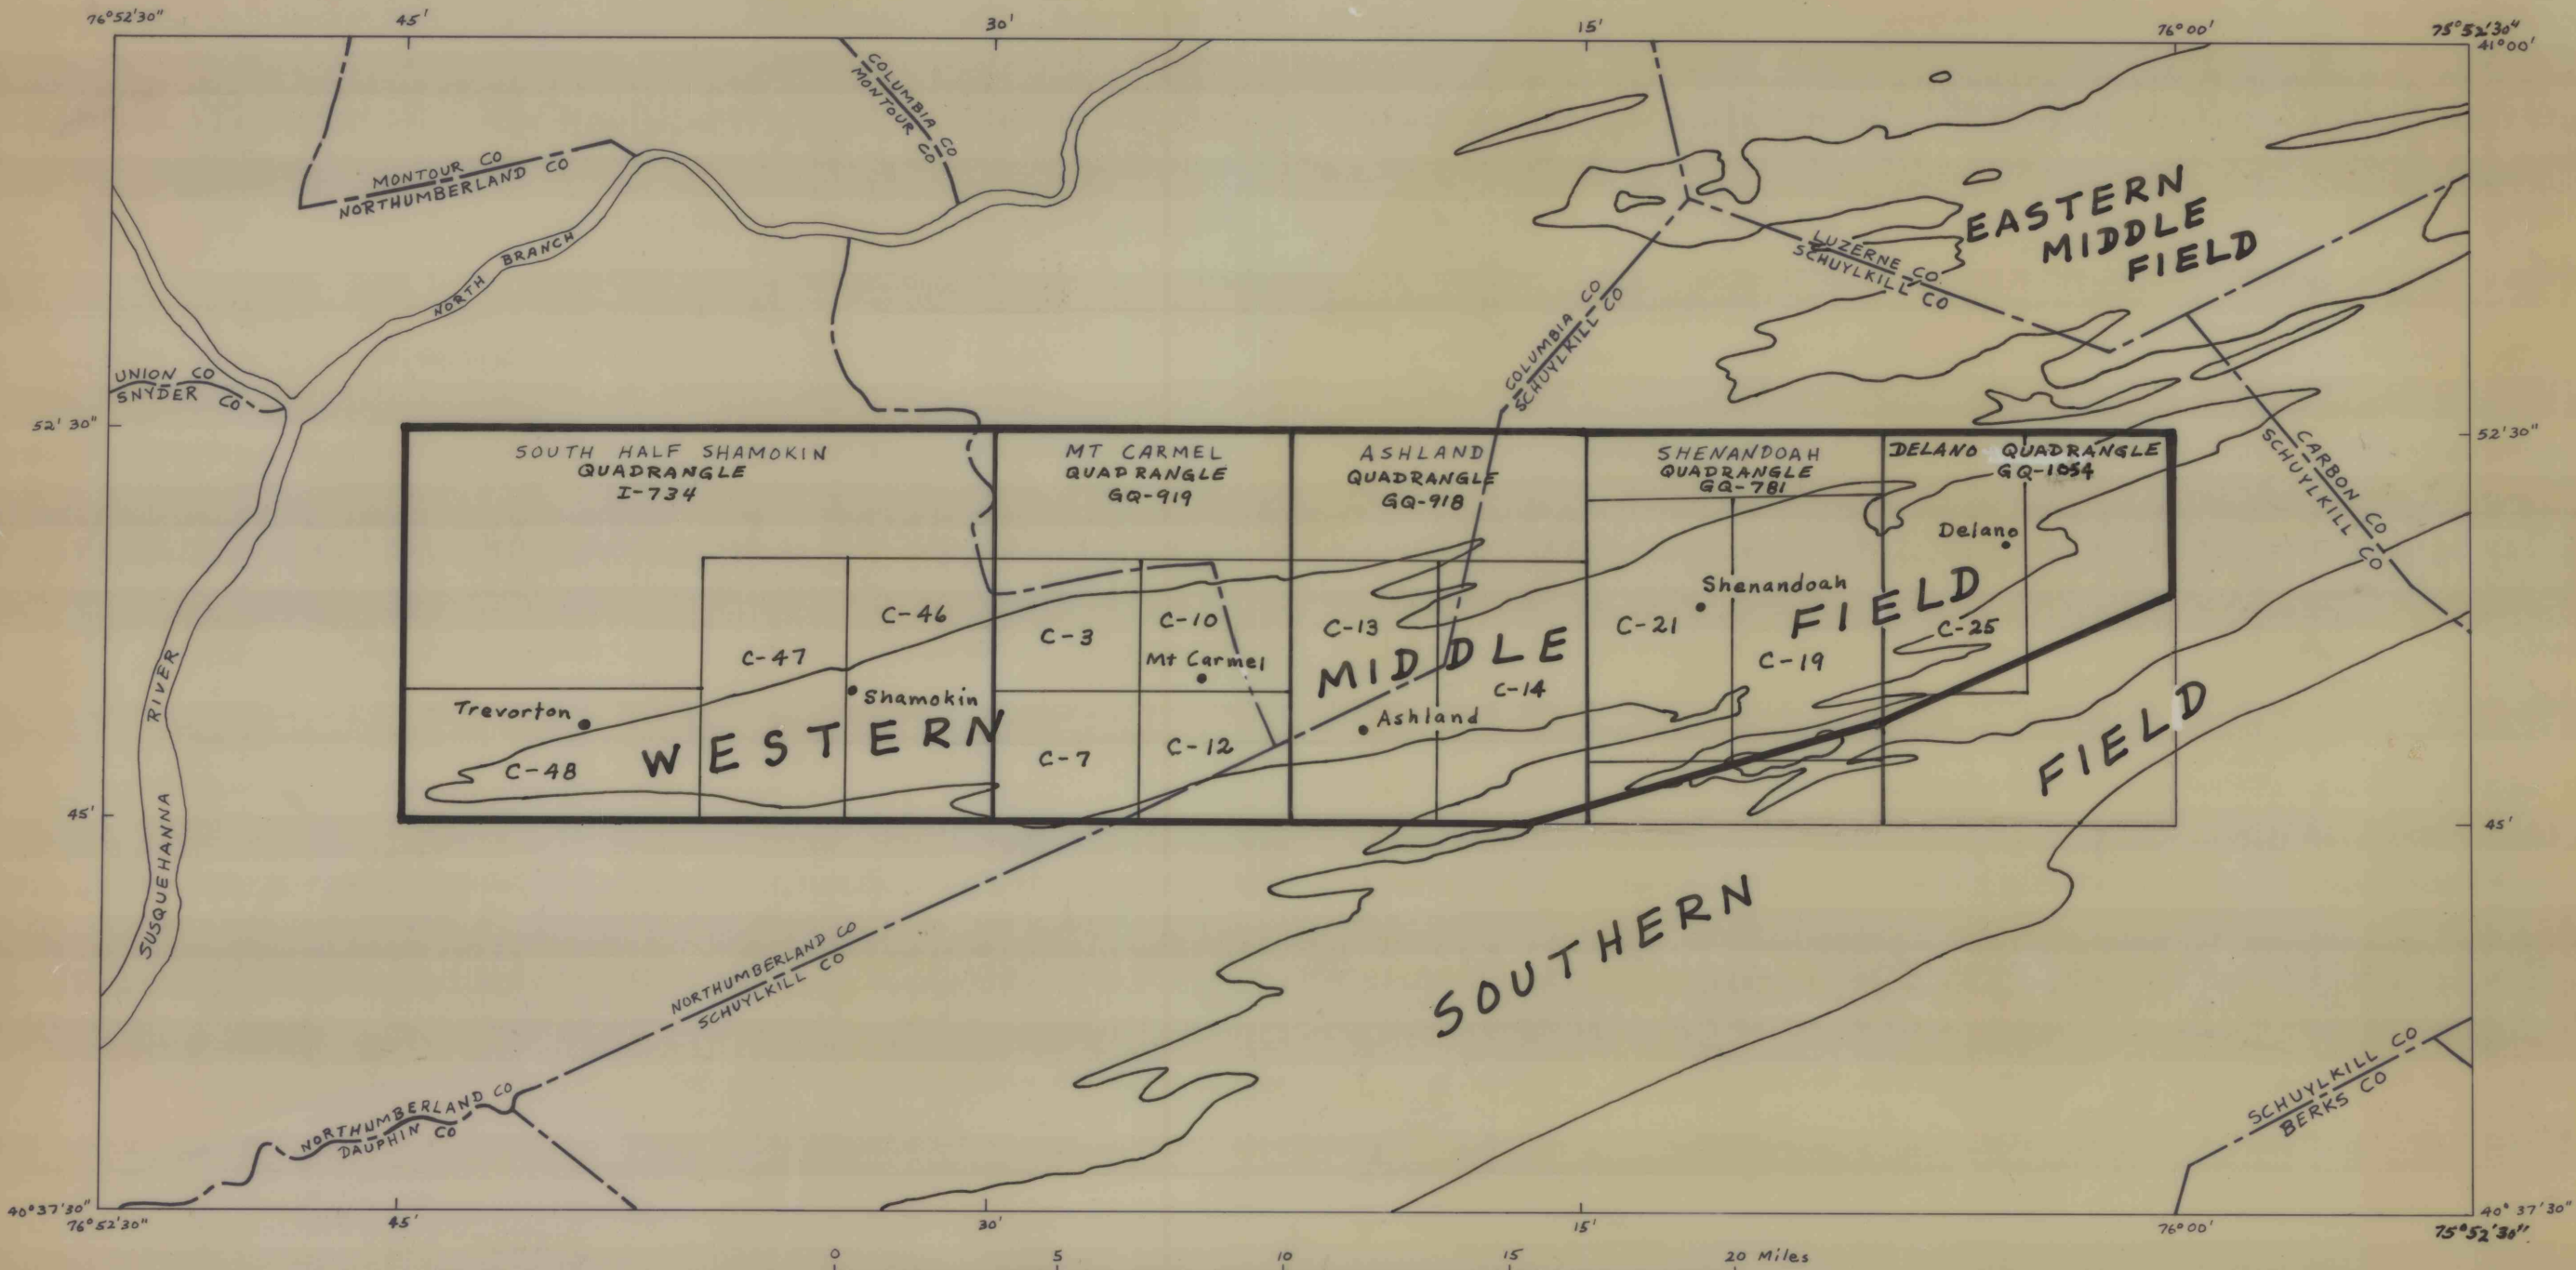 76°52'30"
45'
30'
15'
76°00'
75°52'30"
41°00'
COLUMBIA CO
MONTOUR CO
MONTOUR CO
NORTHUMBERLAND CO
NORTH BRANCH
EASTERN
MIDDLE
FIELD
LUZERNE CO
SCHUYLKILL CO
COLUMBIA CO
SCHUYLKILL CO
UNION CO
SNYDER CO
52' 30"
52'30"
CARBON CO
SCHUYLKILL CO
SOUTH HALF SHAMOKIN
QUADRANGLE
I-734
MT CARMEL
QUADRANGLE
GQ-919
ASHLAND
QUADRANGLE
GQ-918
SHENANDOAH
QUADRANGLE
GQ-781
DELANO QUADRANGLE
GQ-1054
Delano
Shenandoah
C-46
C-47
C-3
C-10
Mt Carmel
C-13
C-21
C-25
C-19
C-14
Trevorton
Shamokin
Ashland
C-48
C-7
C-12
WESTERN MIDDLE FIELD
45'
45'
SUSQUEHANNA RIVER
SOUTHERN FIELD
NORTHUMBERLAND CO
SCHUYLKILL CO
NORTHUMBERLAND CO
DAUPHIN CO
SCHUYLKILL CO
BERKS CO
40°37'30"
76°52'30"
45'
30'
15'
76°00'
40°37'30"
75°52'30"
0 5 10 15 20 Miles